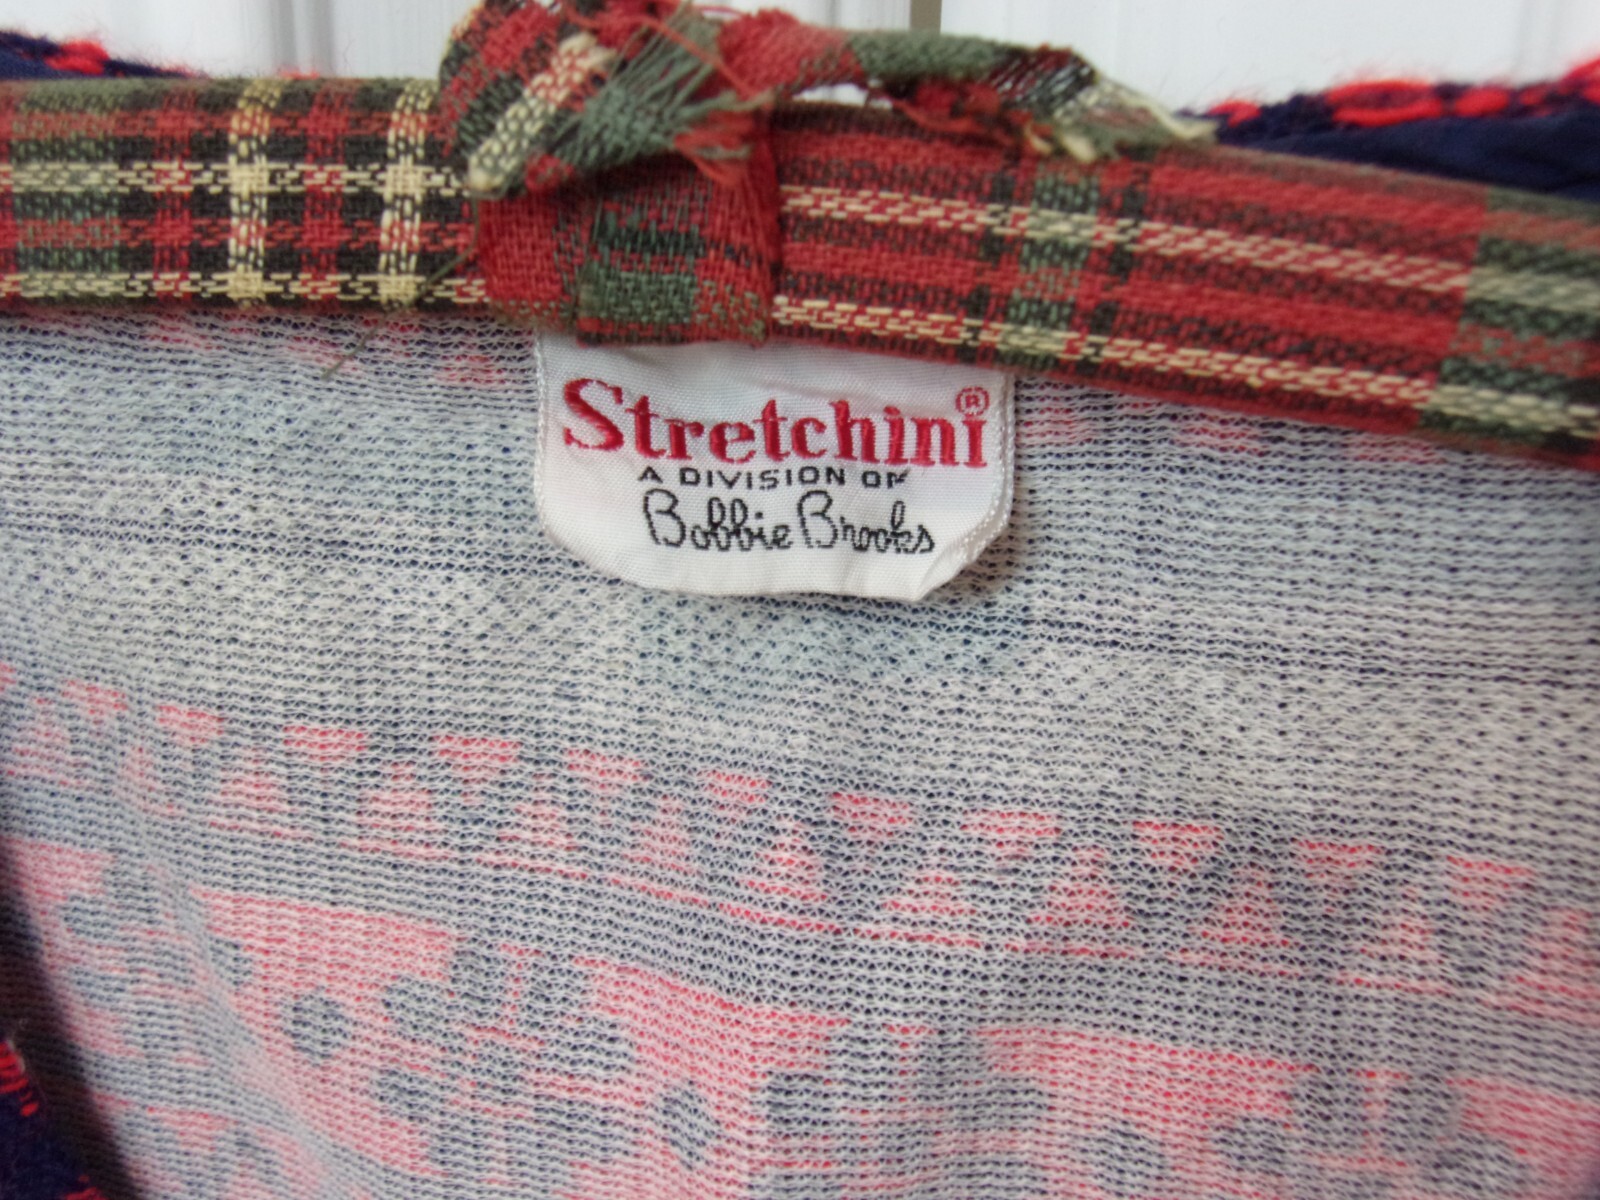 Stretchini®
A DIVISION OF
Bobbie Brooks